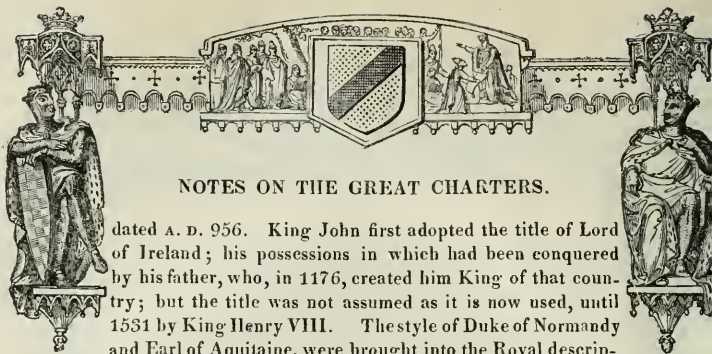 NOTES ON THE GREAT CHARTERS.
dated A. D. 956. King John first adopted the title of Lord
of Ireland; his possessions in which had been conquered
by his father, who, in 1176, created him King of that coun-
try; but the title was not assumed as it is now used, until
1531 by King Henry VIII. The style of Duke of Normandy
and Earl of Aquitaine, were brought into the Royal descrip-